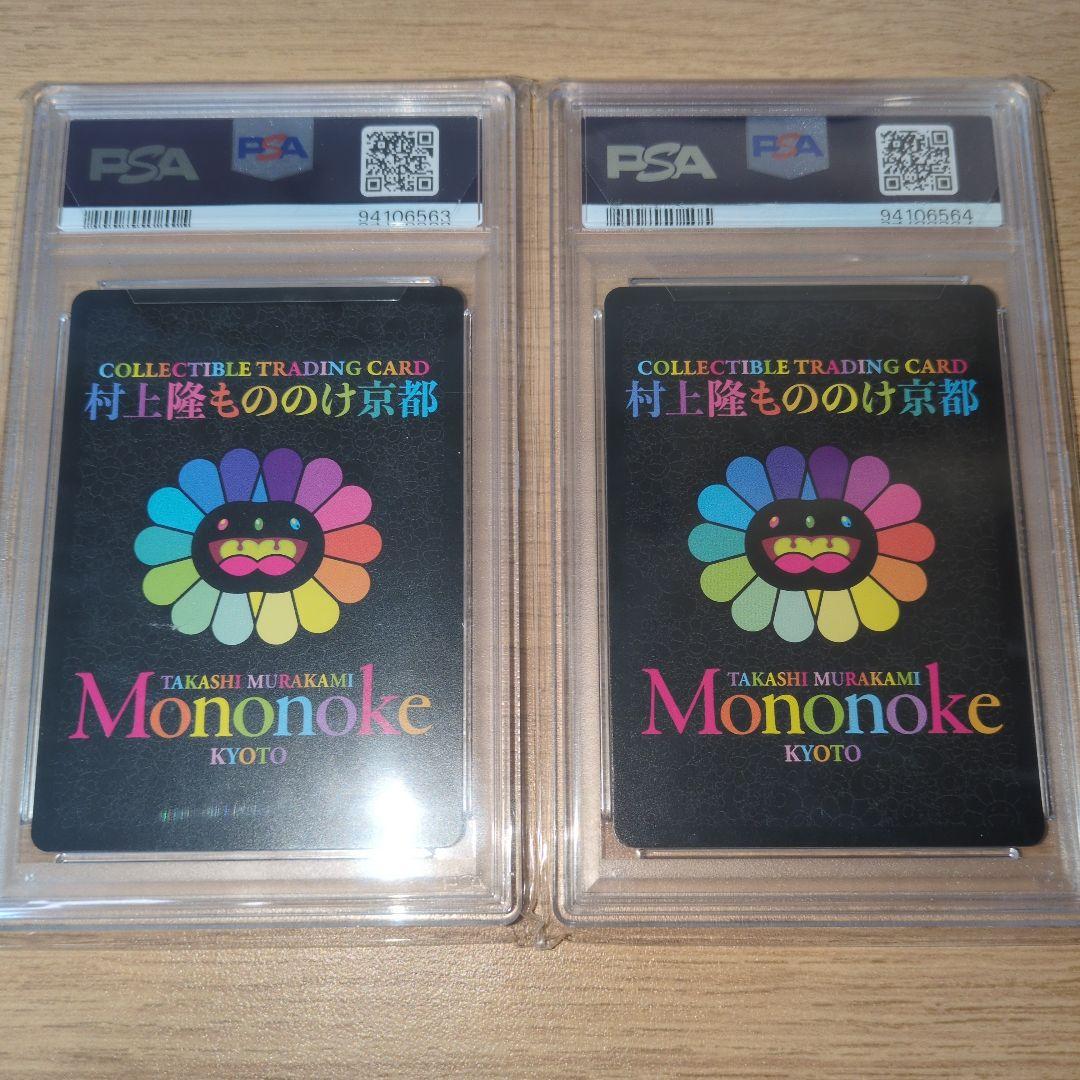 PSA PSA
94106563
COLLECTIBLE TRADING CARD
村上隆もののけ京都
TAKASHI MURAKAMI
Mononoke
KYOTO
PSA PSA
94106564
COLLECTIBLE TRADING CARD
村上隆もののけ京都
TAKASHI MURAKAMI
Mononoke
KYOTO